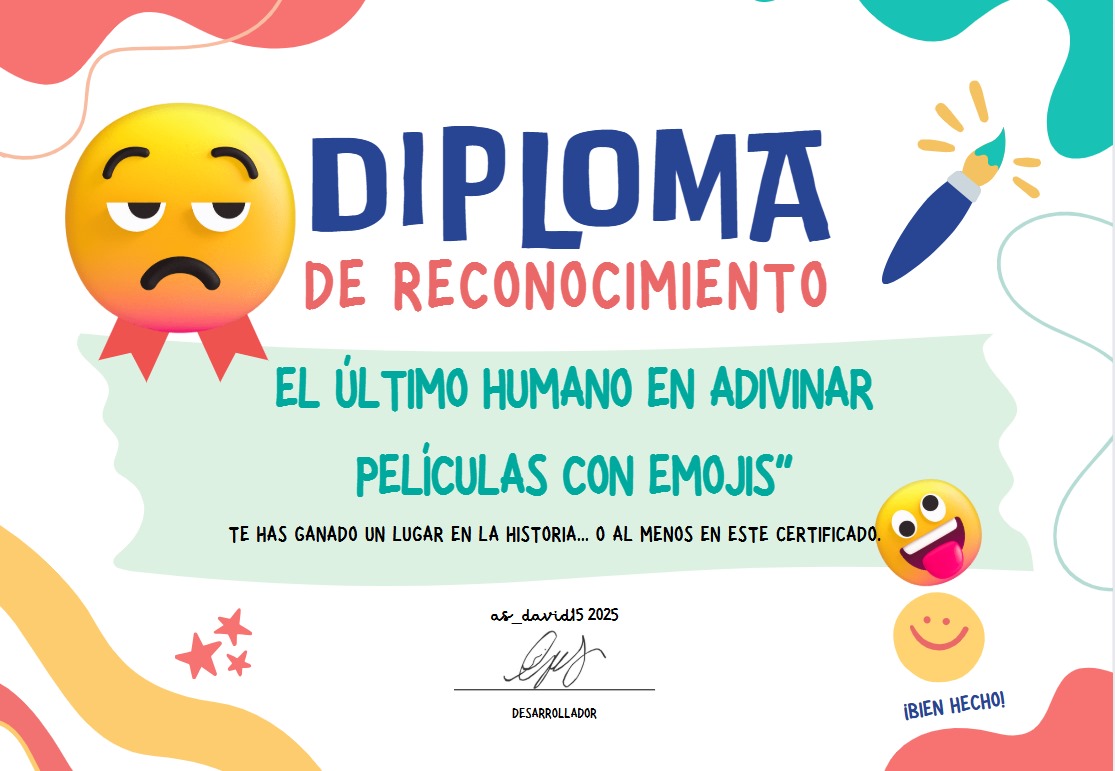 DIPLOMA
DE RECONOCIMIENTO
EL ÚLTIMO HUMANO EN ADIVINAR
PELÍCULAS CON EMOJIS”
TE HAS GANADO UN LUGAR EN LA HISTORIA... O AL MENOS EN ESTE CERTIFICADO.
as_david15 2025
DESARROLLADOR
¡BIEN HECHO!